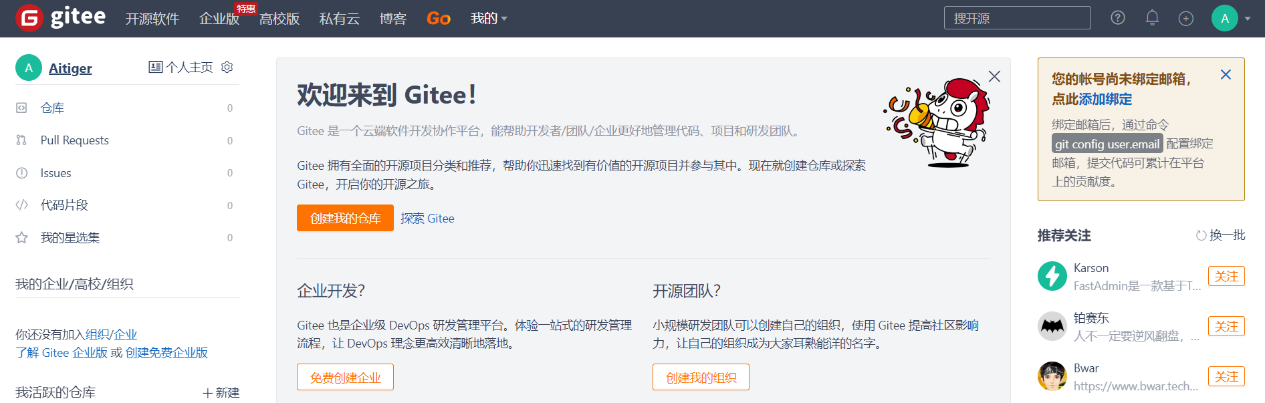 gitee 开源软件 企业版 特惠 高校版 私有云 博客 Go 我的 搜开源 A
A Aitiger 个人主页
仓库 0
Pull Requests 0
Issues 0
代码片段 0
我的星选集 0
我的企业/高校/组织
你还没有加入组织/企业
了解 Gitee 企业版 或 创建免费企业版
我活跃的仓库 + 新建
欢迎来到 Gitee！
Gitee 是一个云端软件开发协作平台，能帮助开发者/团队/企业更好地管理代码、项目和研发团队。
Gitee 拥有全面的开源项目分类和推荐，帮助你迅速找到有价值的开源项目并参与其中。现在就创建仓库或探索
Gitee，开启你的开源之旅。
创建我的仓库 探索 Gitee
企业开发？
Gitee 也是企业级 DevOps 研发管理平台。体验一站式的研发管理
流程，让 DevOps 理念更高效清晰地落地。
免费创建企业
开源团队？
小规模研发团队可以创建自己的组织，使用 Gitee 提高社区影响
力，让自己的组织成为大家耳熟能详的名字。
创建我的组织
您的帐号尚未绑定邮箱，
点此添加绑定
绑定邮箱后，通过命令
git config user.email 配置绑定
邮箱，提交代码可累计在平台
上的贡献度。
推荐关注 换一批
Karson
FastAdmin是一款基于T... 关注
铂赛东
人不一定要逆风翻盘，... 关注
Bwar
https://www.bwar.tech... 关注